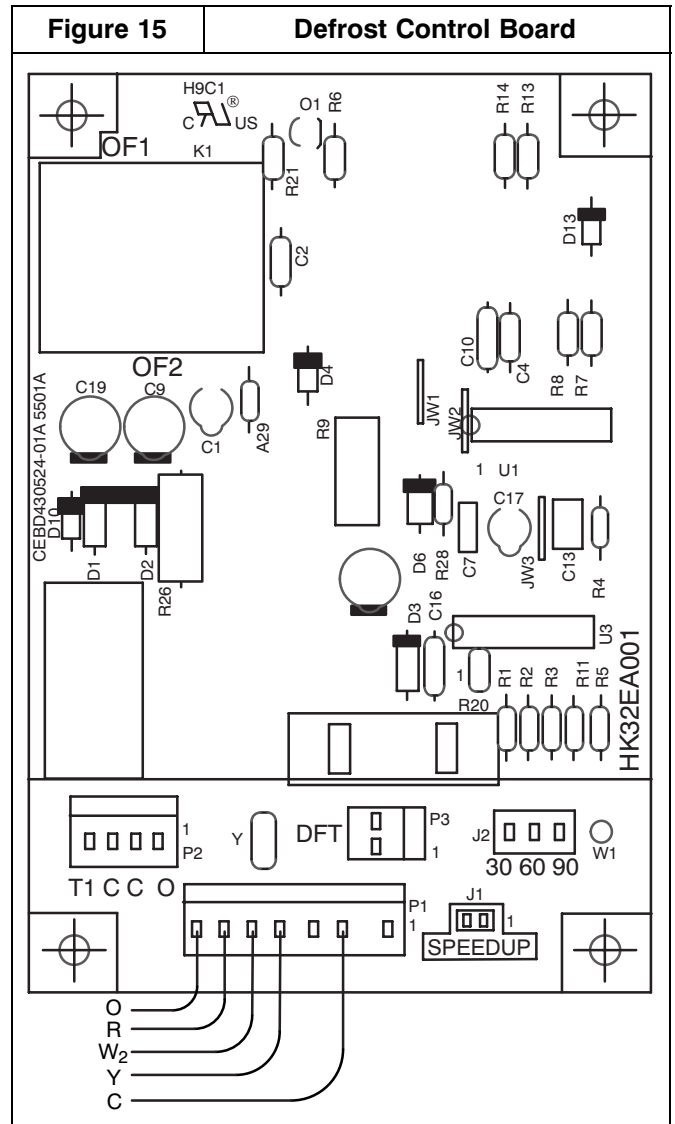 Figure 15
Defrost Control Board
H9C1
C US ®
O1
R6
R14
R13
OF1
K1
R21
D13
C2
C10
C4
R8
R7
OF2
D4
JW1
JW2
C19
C9
C1
A29
R9
CEBD430524-01A 5501A
1 U1
C17
D10
D1
D2
R26
D6
R28
C7
JW3
C13
R4
D3
C16
U3
1
R20
R1
R2
R3
R11
R5
HK32EA001
1
P2
T1 C C O
Y
DFT
P3
1
J2
30 60 90
W1
P1
1
J1
1
SPEEDUP
O
R
W2
Y
C